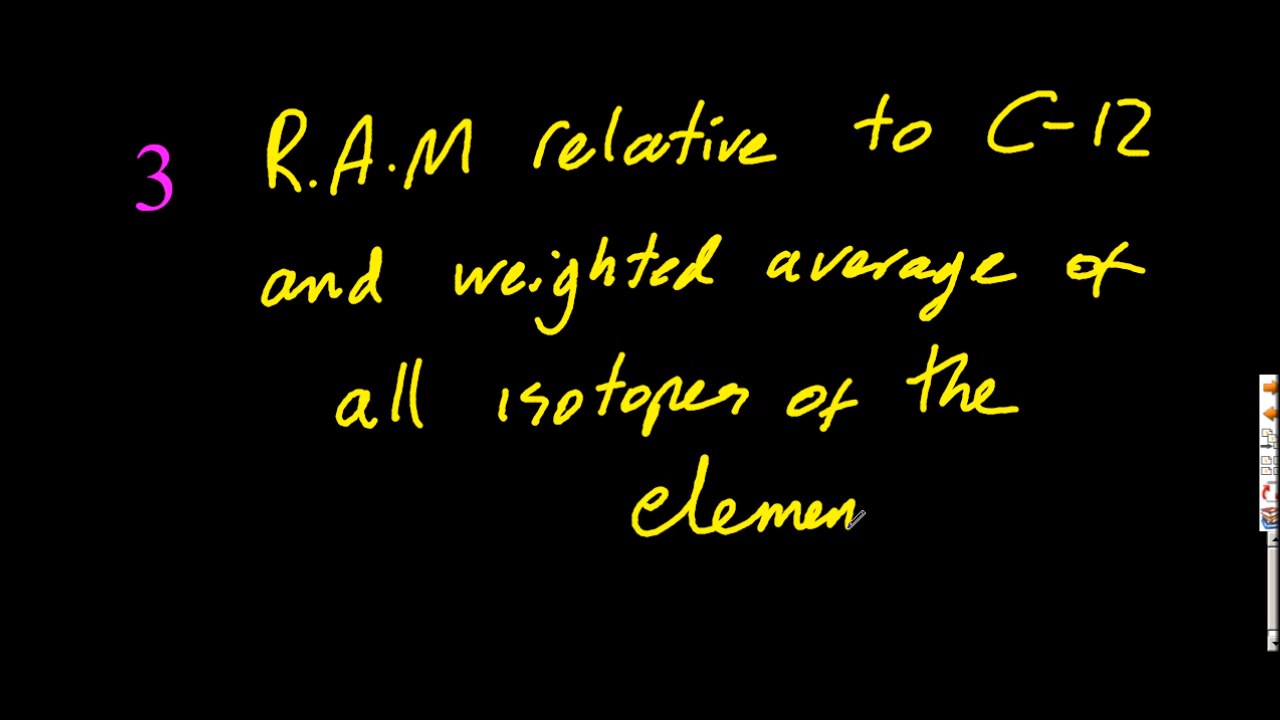 3 R.A.M relative to C-12
and weighted average of
all isotopes of the
elemen